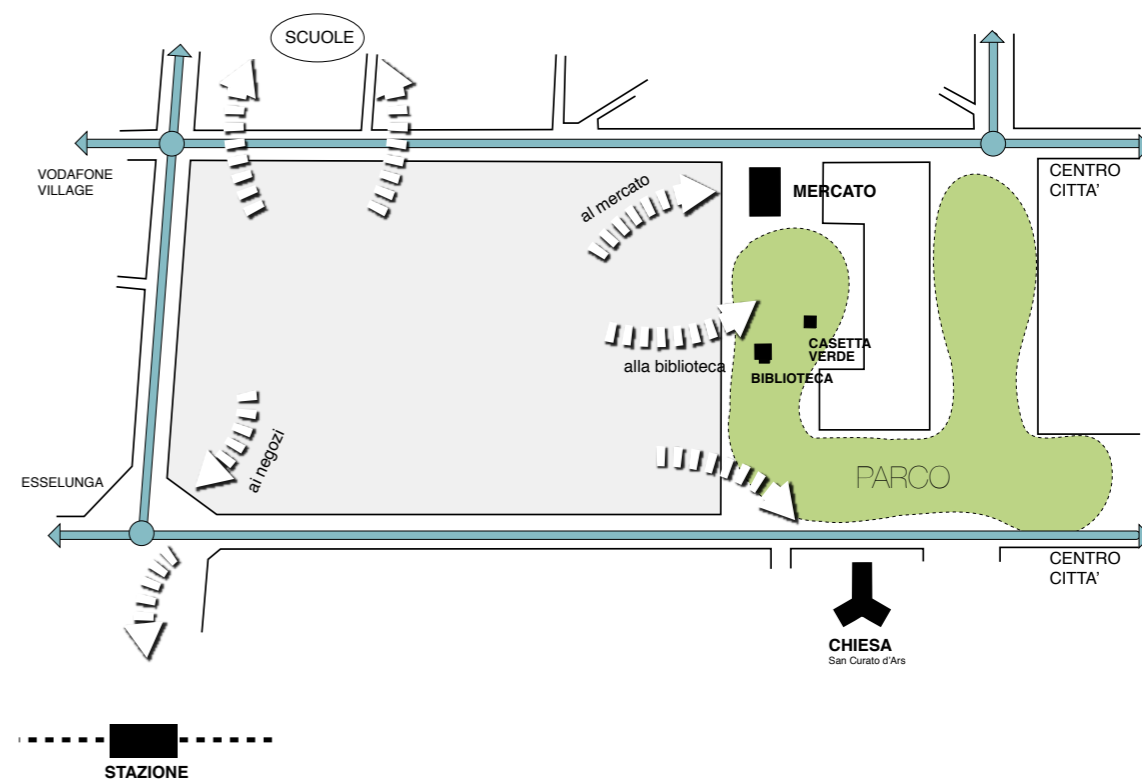 SCUOLE
VODAFONE
VILLAGE
CENTRO
CITTA'
al mercato
MERCATO
CASETTA
VERDE
alla biblioteca
BIBLIOTECA
ai negozi
PARCO
ESSELUNGA
CENTRO
CITTA'
CHIESA
San Curato d'Ars
STAZIONE